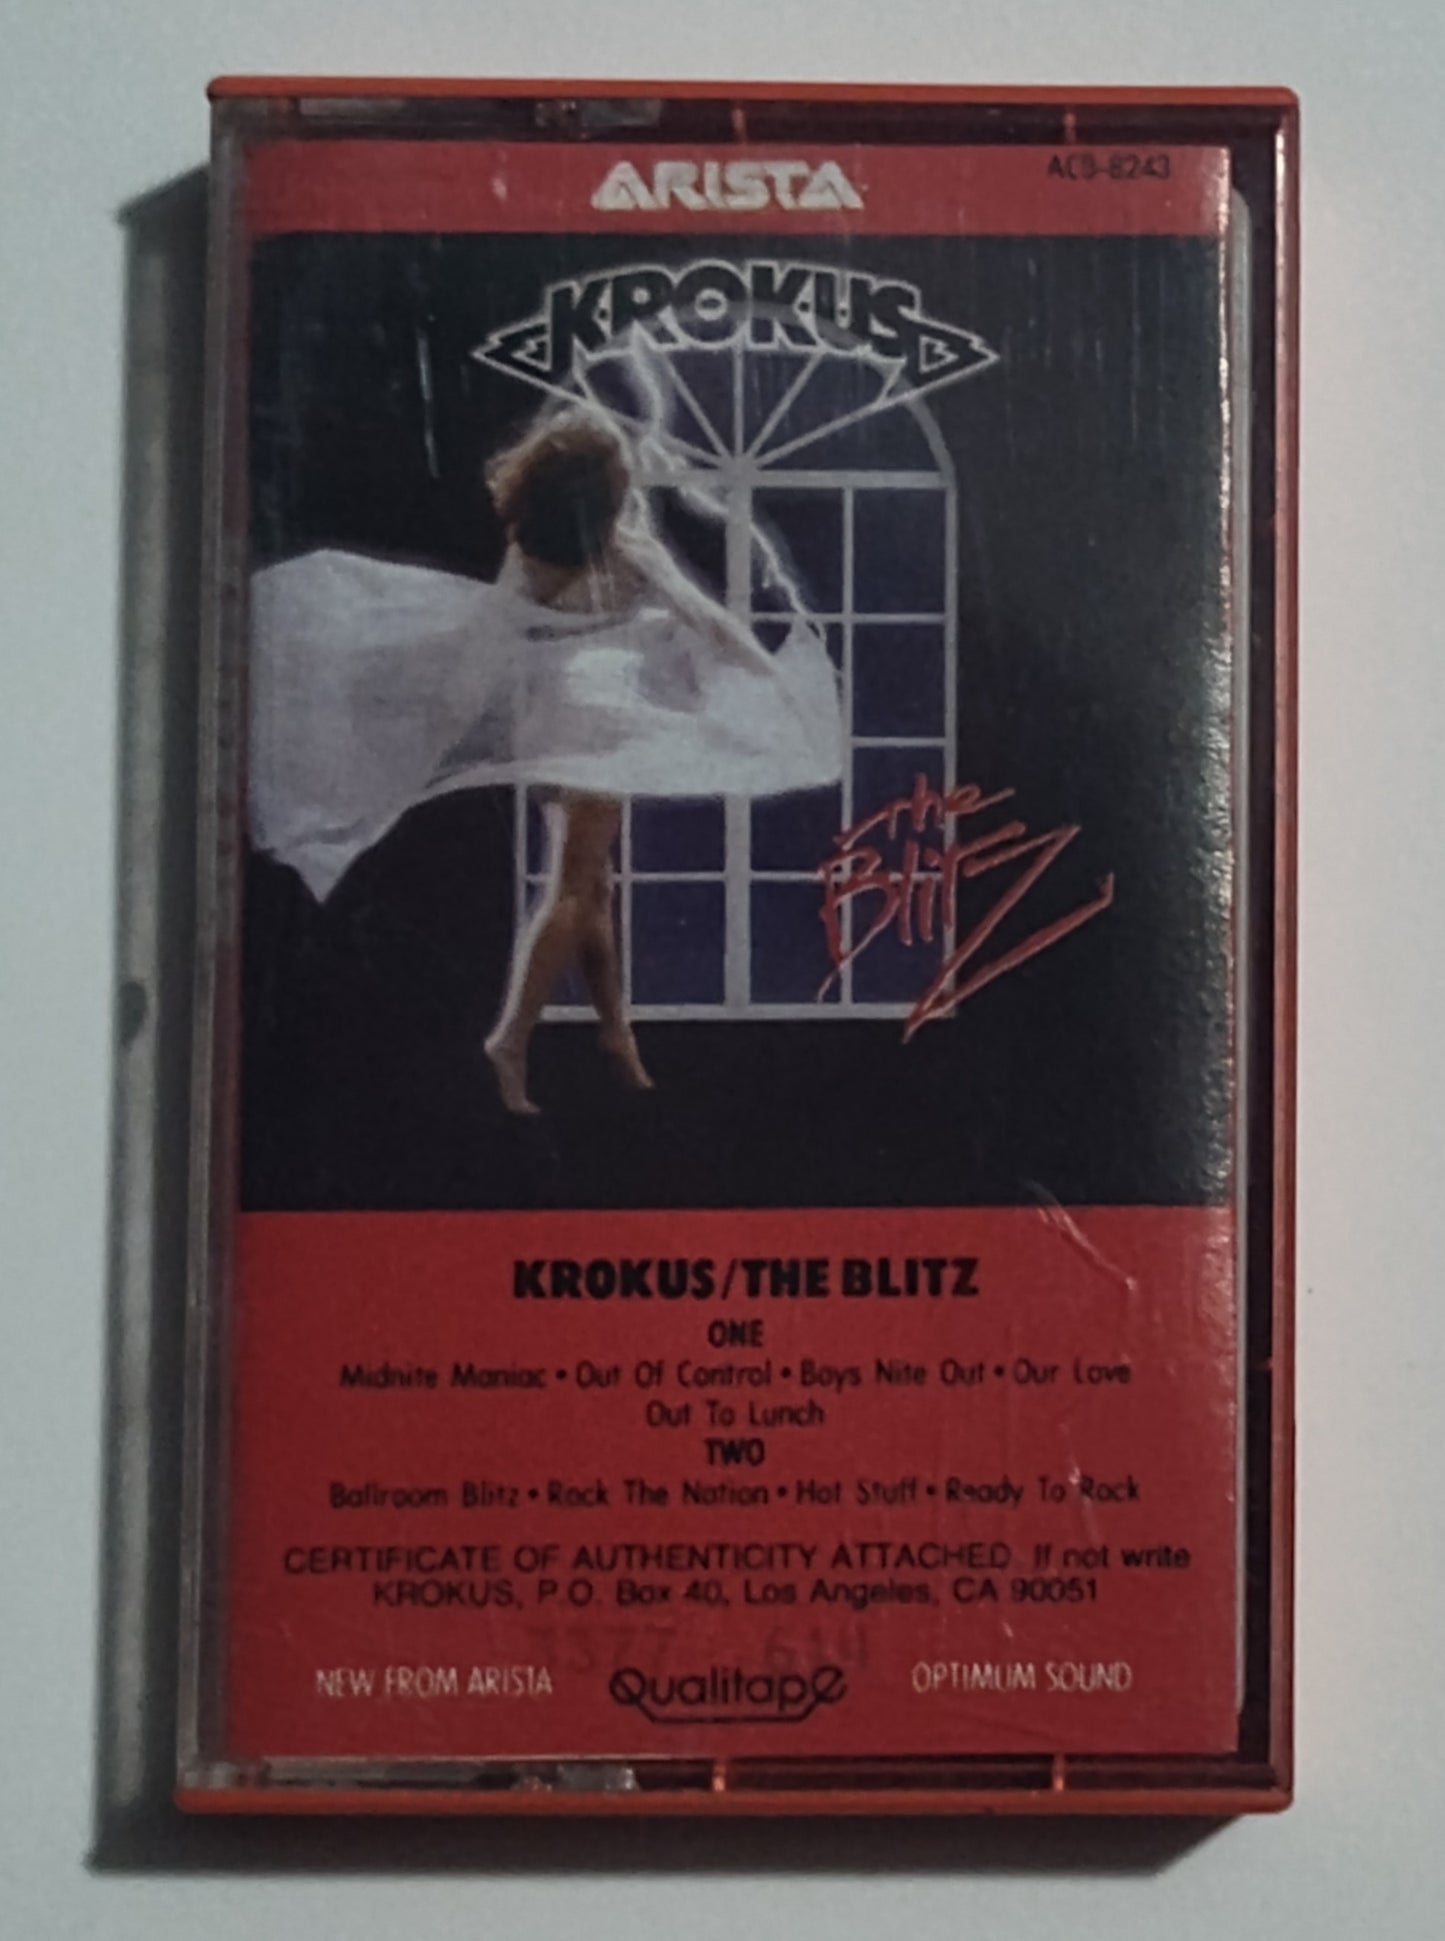 ARISTA
AC8-8243
KROKUS
The
Blitz
KROKUS/THE BLITZ
ONE
Midnite Maniac • Out Of Control • Boys Nite Out • Our Love
Out To Lunch
TWO
Ballroom Blitz • Rock The Nation • Hot Stuff • Ready To Rock
CERTIFICATE OF AUTHENTICITY ATTACHED. If not write
KROKUS, P.O. Box 40, Los Angeles, CA 90051
NEW FROM ARISTA
Qualitape
OPTIMUM SOUND